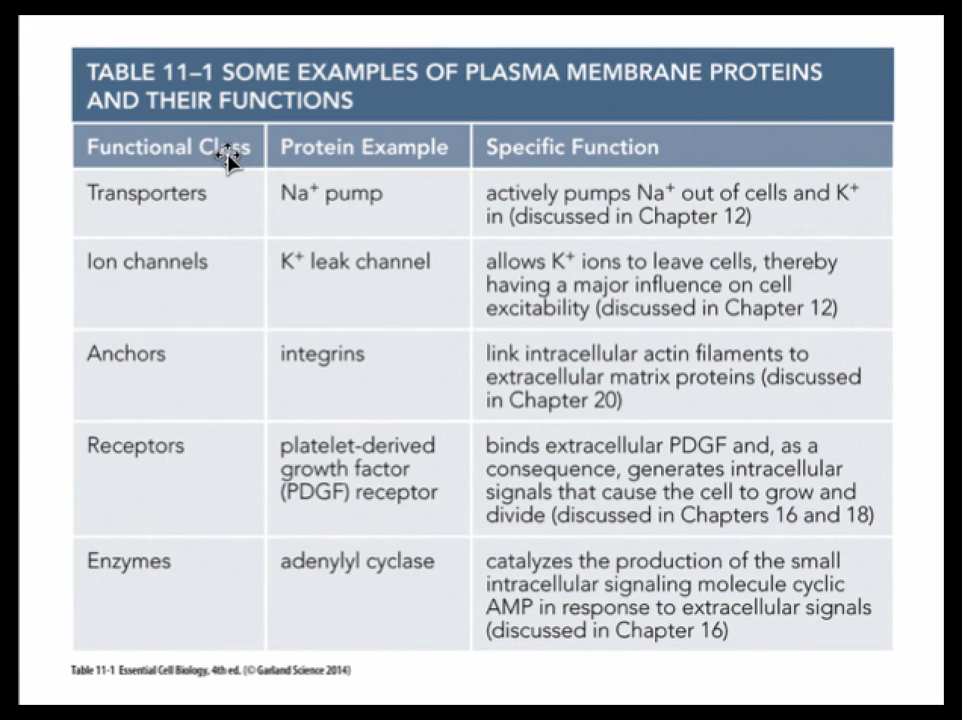 TABLE 11–1 SOME EXAMPLES OF PLASMA MEMBRANE PROTEINS
AND THEIR FUNCTIONS
Functional Class Protein Example Specific Function
Transporters Na⁺ pump actively pumps Na⁺ out of cells and K⁺
in (discussed in Chapter 12)
Ion channels K⁺ leak channel allows K⁺ ions to leave cells, thereby
having a major influence on cell
excitability (discussed in Chapter 12)
Anchors integrins link intracellular actin filaments to
extracellular matrix proteins (discussed
in Chapter 20)
Receptors platelet-derived binds extracellular PDGF and, as a
growth factor consequence, generates intracellular
(PDGF) receptor signals that cause the cell to grow and
divide (discussed in Chapters 16 and 18)
Enzymes adenylyl cyclase catalyzes the production of the small
intracellular signaling molecule cyclic
AMP in response to extracellular signals
(discussed in Chapter 16)
Table 11-1 Essential Cell Biology, 4th ed. (© Garland Science 2014)